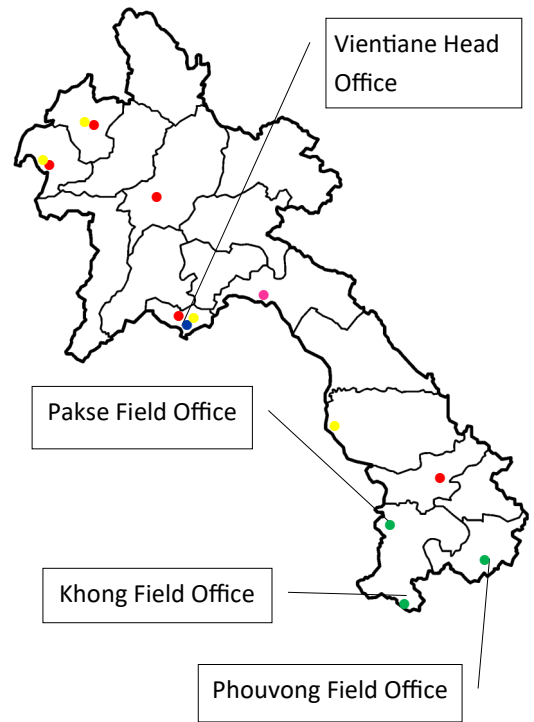 Vientiane Head
Office
Pakse Field Office
Khong Field Office
Phouvong Field Office